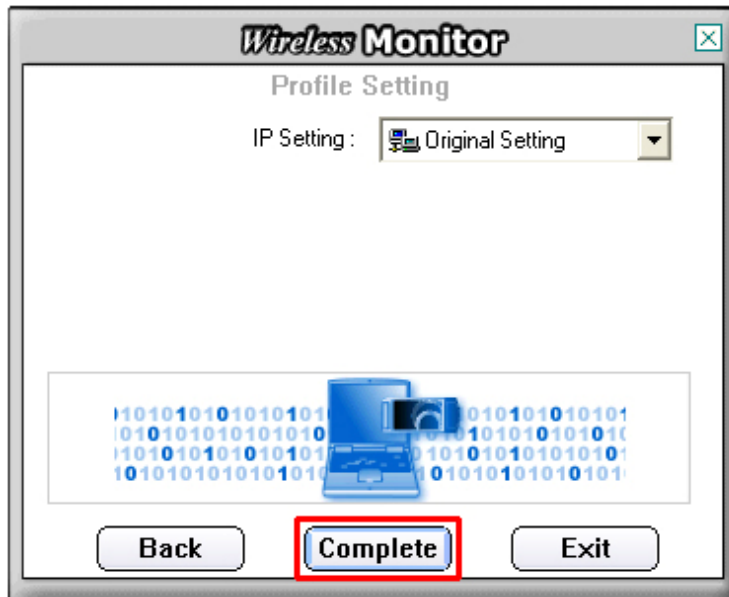 Wireless Monitor
Profile Setting
IP Setting : Original Setting
Back Complete Exit